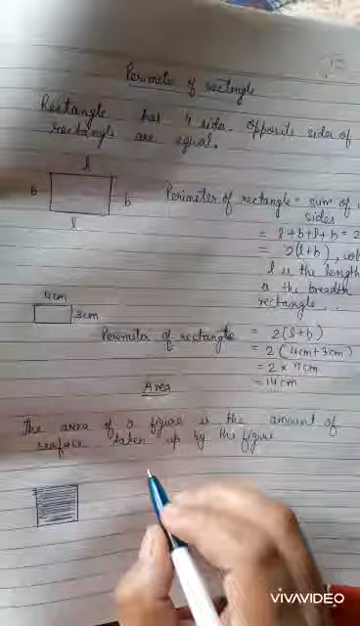 Perimeter of rectangle
Rectangle has 4 sides. Opposite sides of
rectangle are equal.
l
B
b
l
Perimeter of rectangle = sum of
sides
= l+b+l+b = 2
= 2(l+b),
l is the length
is the breadth
rectangle.
4cm
3cm
Perimeter of rectangle = 2(l+b)
= 2(4cm+3cm)
= 2 × 7cm
= 14cm
Area
The area of a figure is the amount of
surface taken up by the figure
VIVAVIDEO